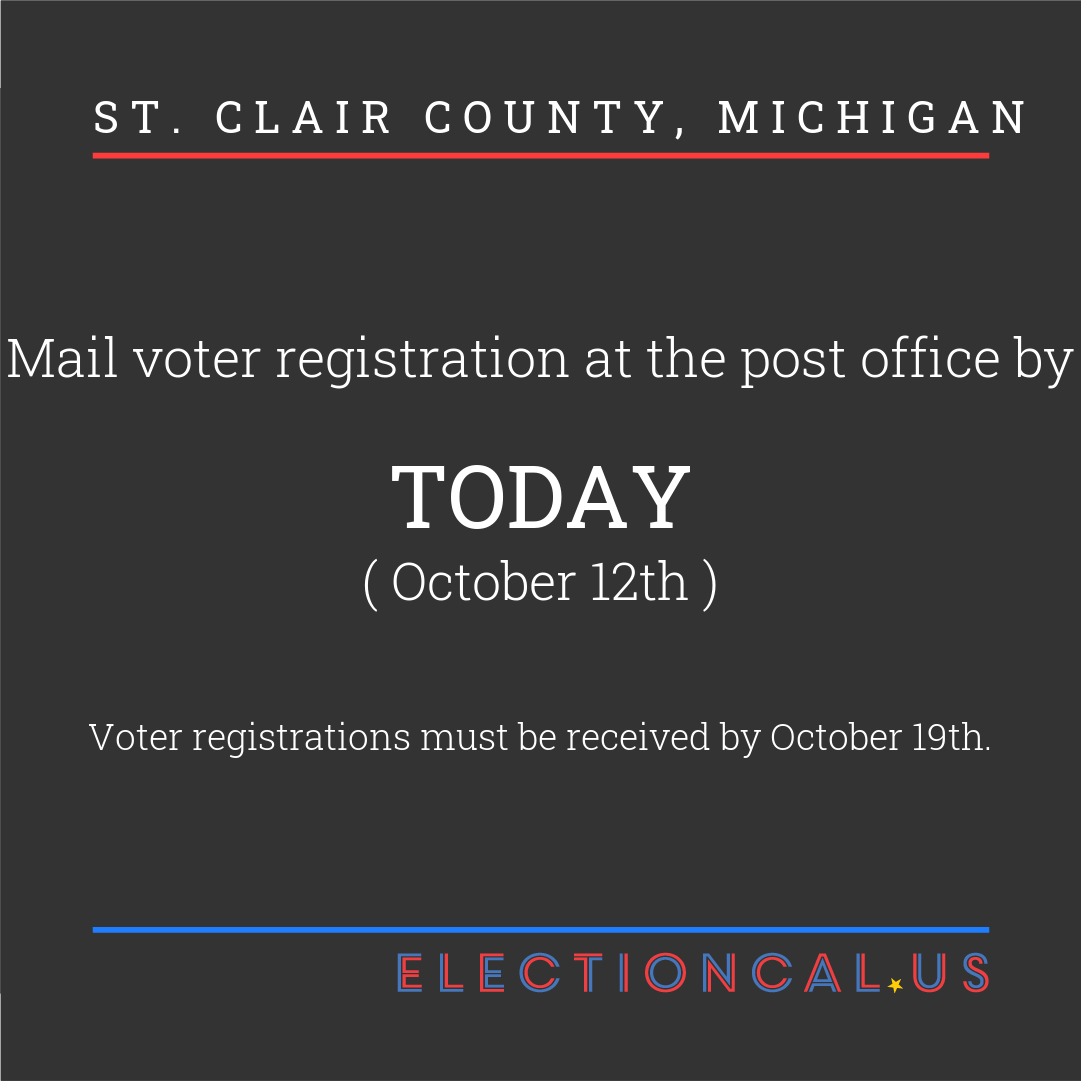 ST. CLAIR COUNTY, MICHIGAN
Mail voter registration at the post office by
TODAY
( October 12th )
Voter registrations must be received by October 19th.
ELECTIONCAL.US